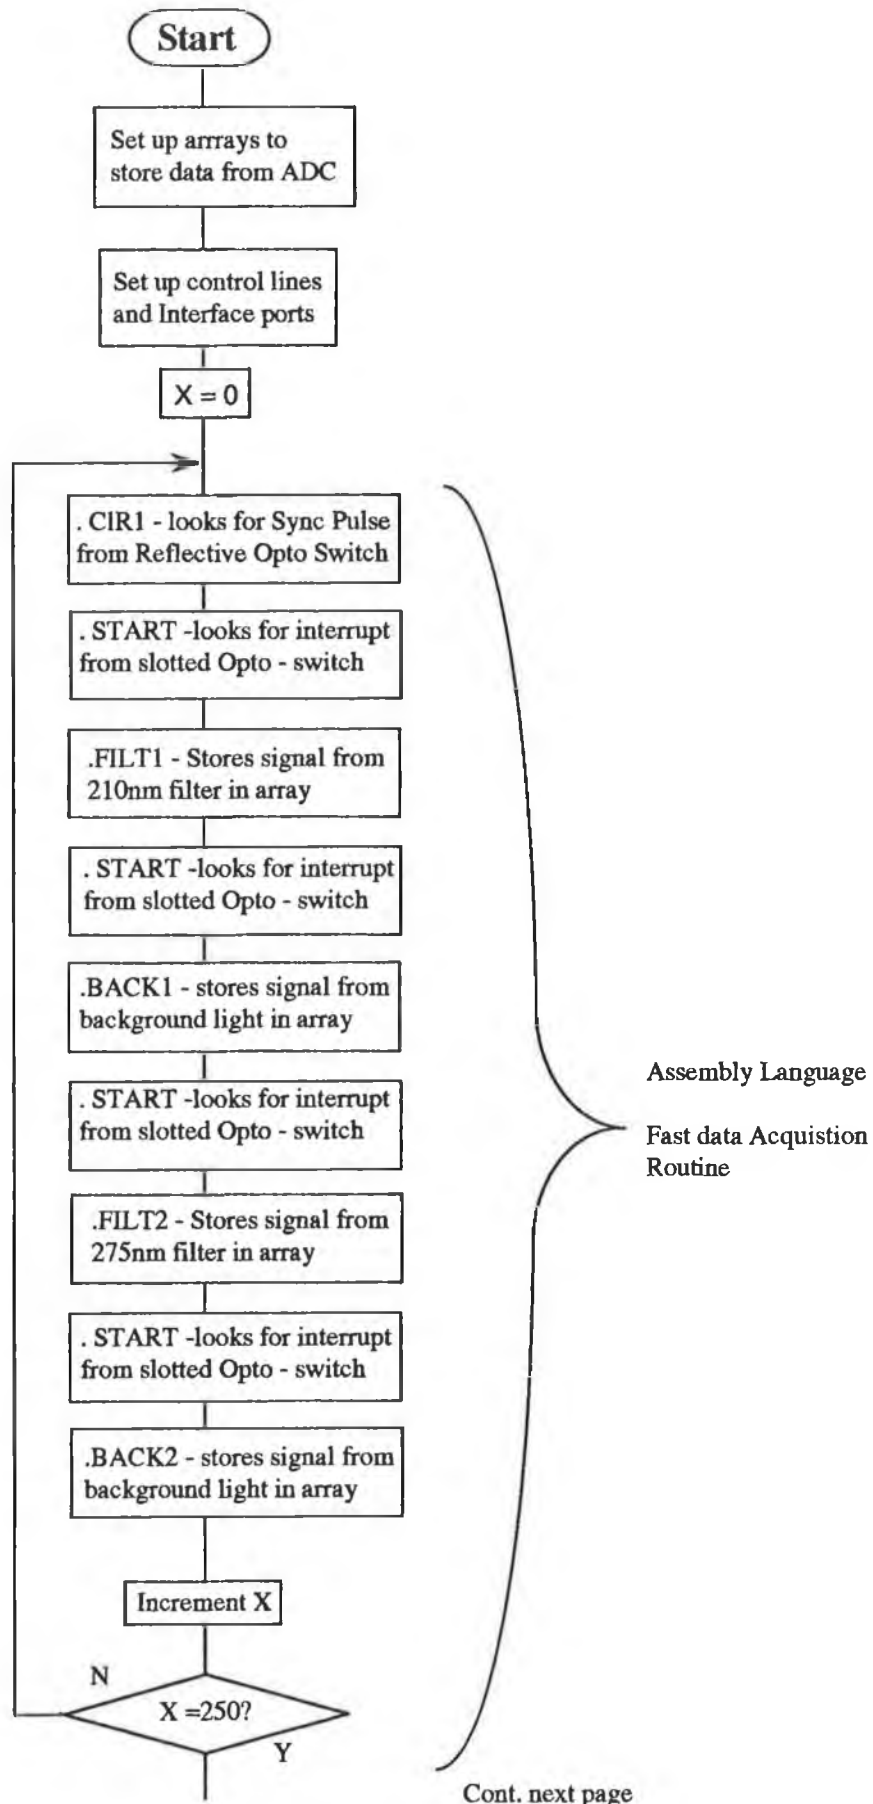 Start
Set up arrrays to
store data from ADC
Set up control lines
and Interface ports
X = 0
. CIR1 - looks for Sync Pulse
from Reflective Opto Switch
. START -looks for interrupt
from slotted Opto - switch
.FILT1 - Stores signal from
210nm filter in array
. START -looks for interrupt
from slotted Opto - switch
.BACK1 - stores signal from
background light in array
. START -looks for interrupt
from slotted Opto - switch
.FILT2 - Stores signal from
275nm filter in array
. START -looks for interrupt
from slotted Opto - switch
.BACK2 - stores signal from
background light in array
Increment X
N
X =250?
Y
Assembly Language
Fast data Acquistion
Routine
Cont. next page